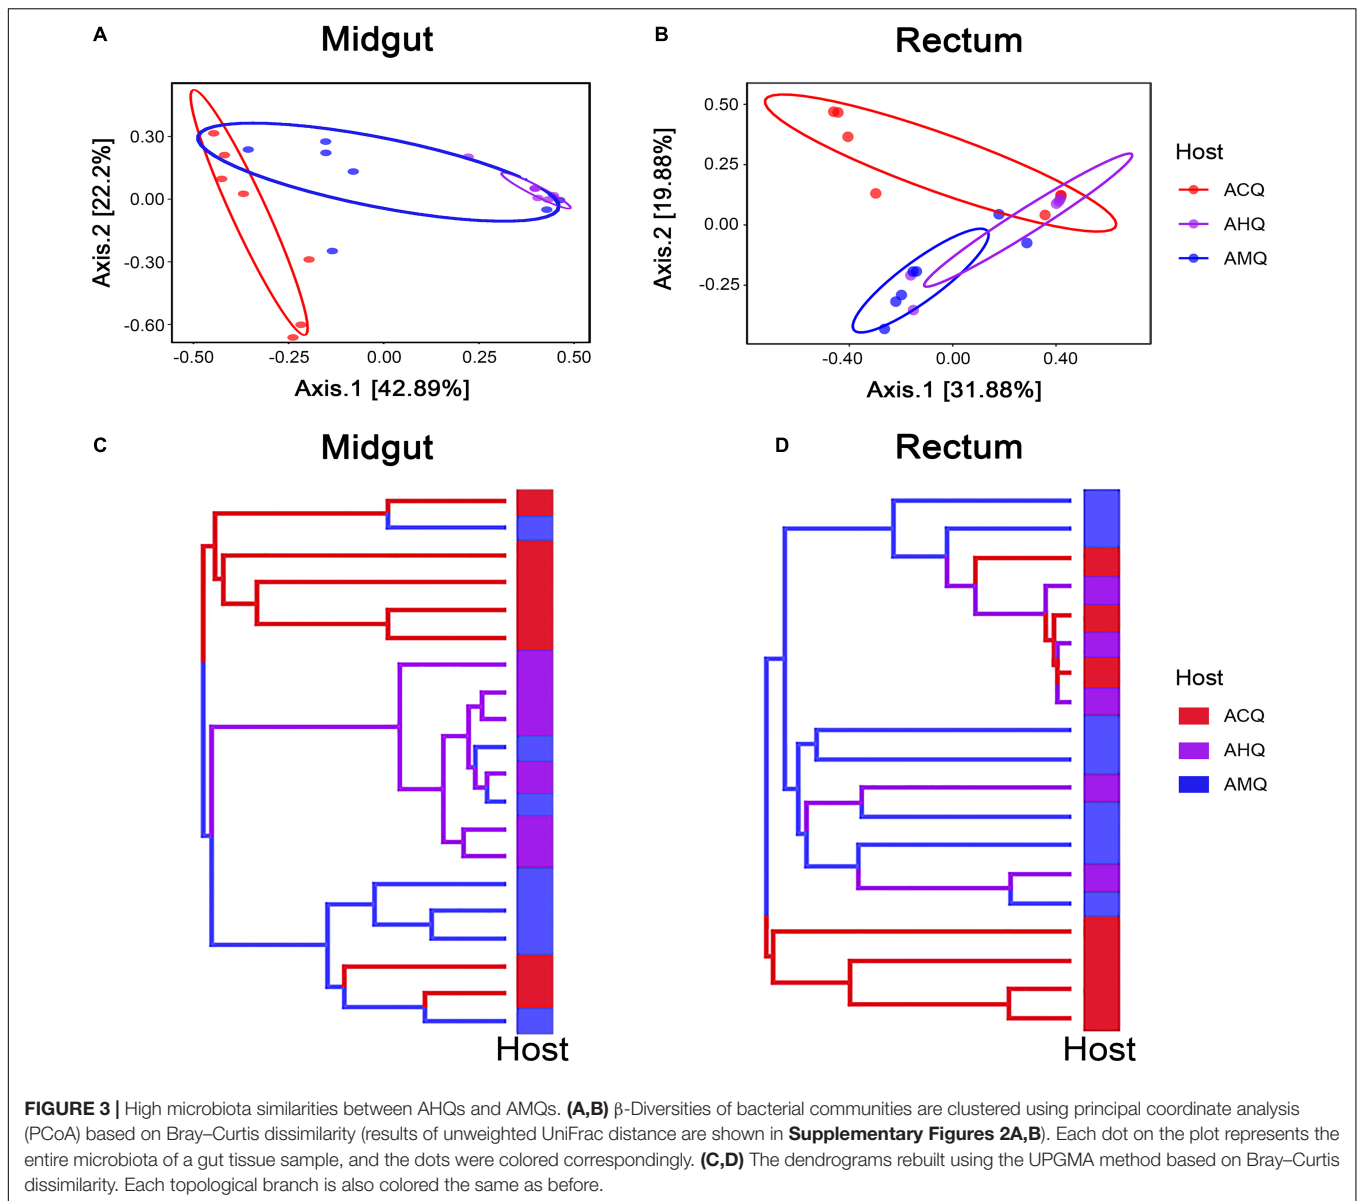 A
Midgut
B
Rectum
Axis.2 [22.2%]
0.30
0.00
-0.30
-0.60
-0.50
-0.25
0.00
0.25
0.50
Axis.1 [42.89%]
Axis.2 [19.88%]
0.50
0.25
0.00
-0.25
-0.40
0.00
0.40
Axis.1 [31.88%]
Host
ACQ
AHQ
AMQ
C
Midgut
Host
D
Rectum
Host
Host
ACQ
AHQ
AMQ
FIGURE 3 | High microbiota similarities between AHQs and AMQs. (A,B) β-Diversities of bacterial communities are clustered using principal coordinate analysis
(PCoA) based on Bray–Curtis dissimilarity (results of unweighted UniFrac distance are shown in Supplementary Figures 2A,B). Each dot on the plot represents the
entire microbiota of a gut tissue sample, and the dots were colored correspondingly. (C,D) The dendrograms rebuilt using the UPGMA method based on Bray–Curtis
dissimilarity. Each topological branch is also colored the same as before.